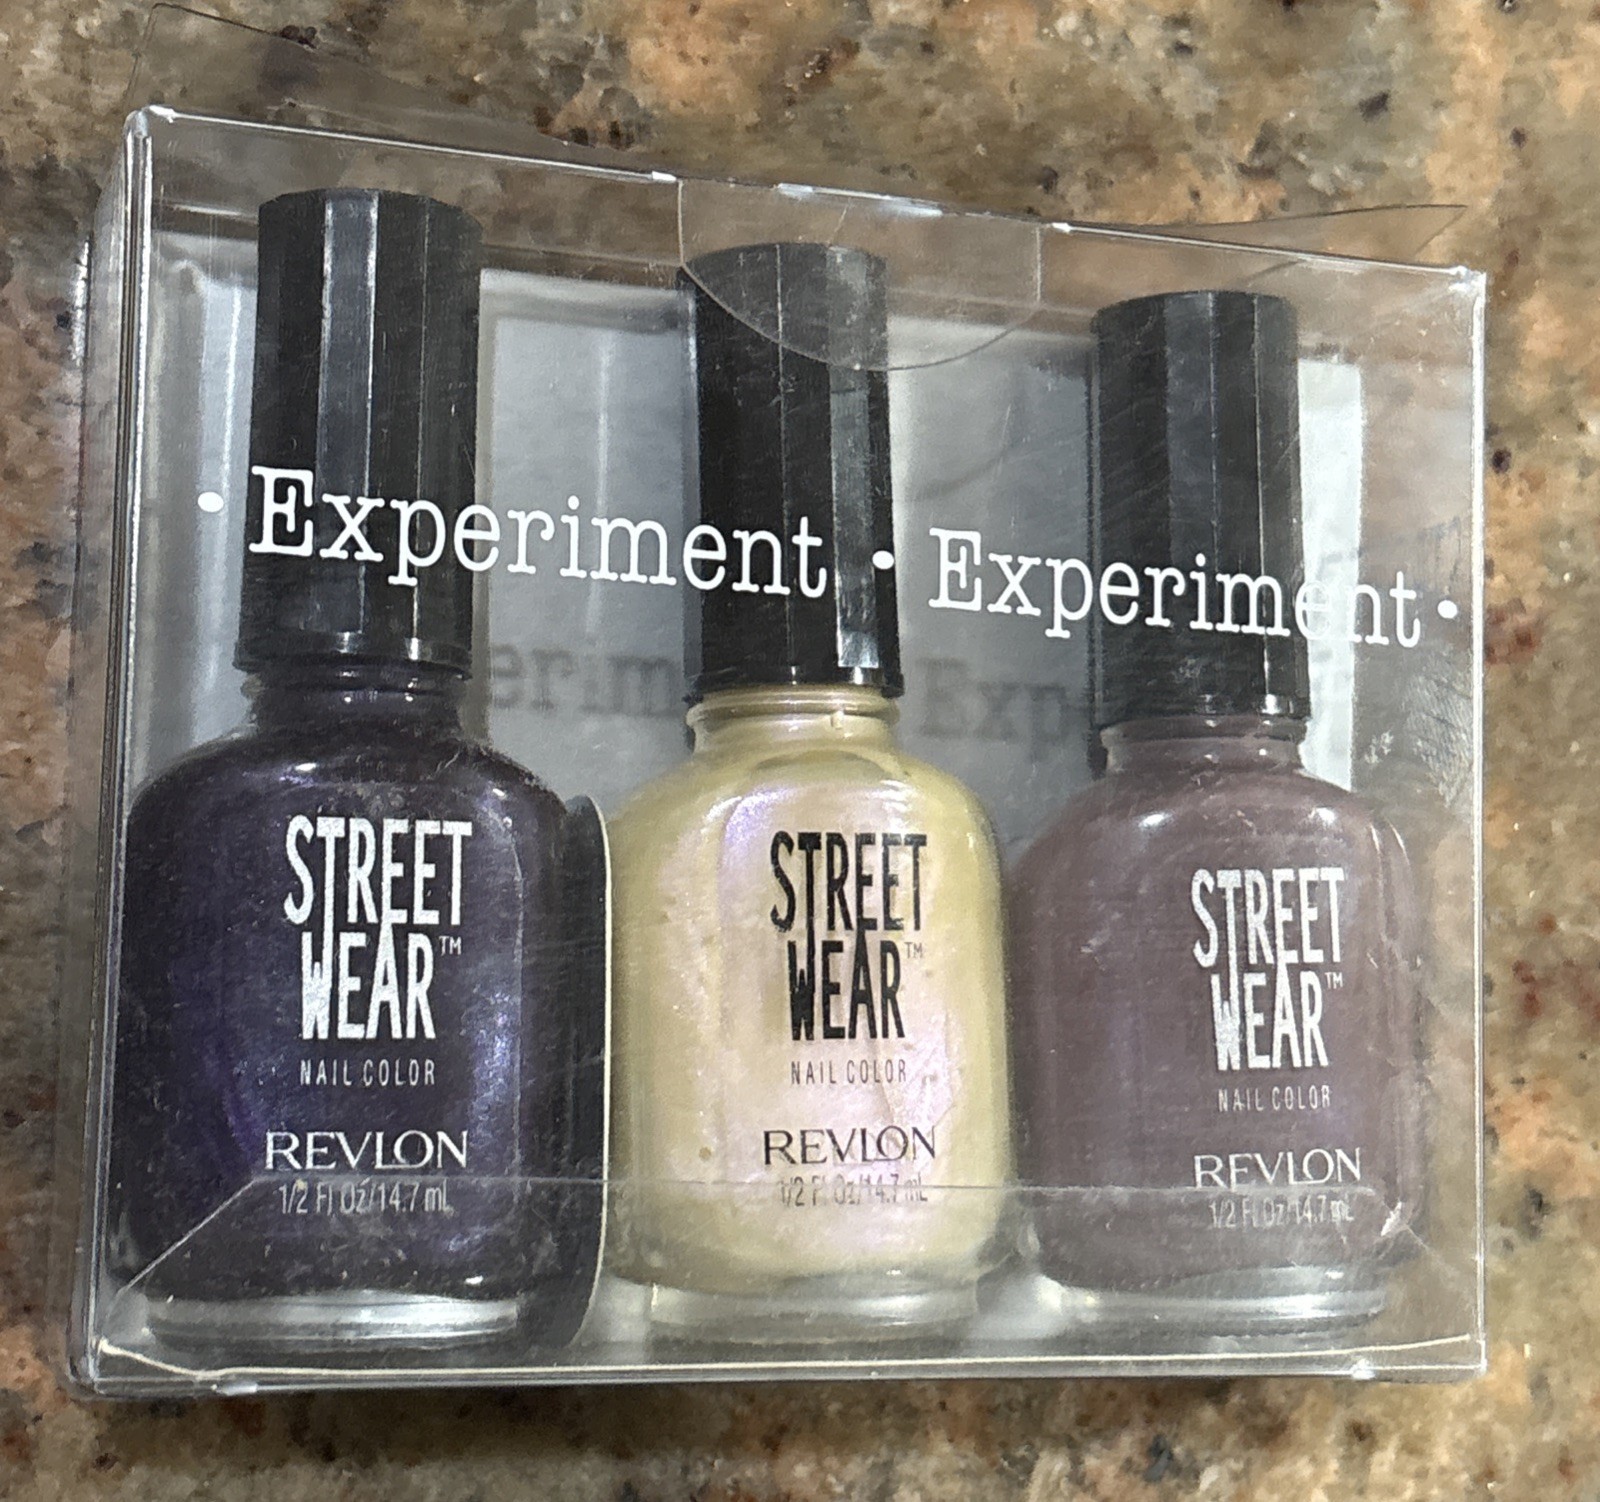 · Experiment · Experiment ·
STREET
WEAR™
NAIL COLOR
REVLON
1/2 Fl Oz/14.7 mL
STREET
WEAR™
NAIL COLOR
REVLON
1/2 Fl Oz/14.7 mL
STREET
WEAR™
NAIL COLOR
REVLON
1/2 Fl Oz/14.7 mL